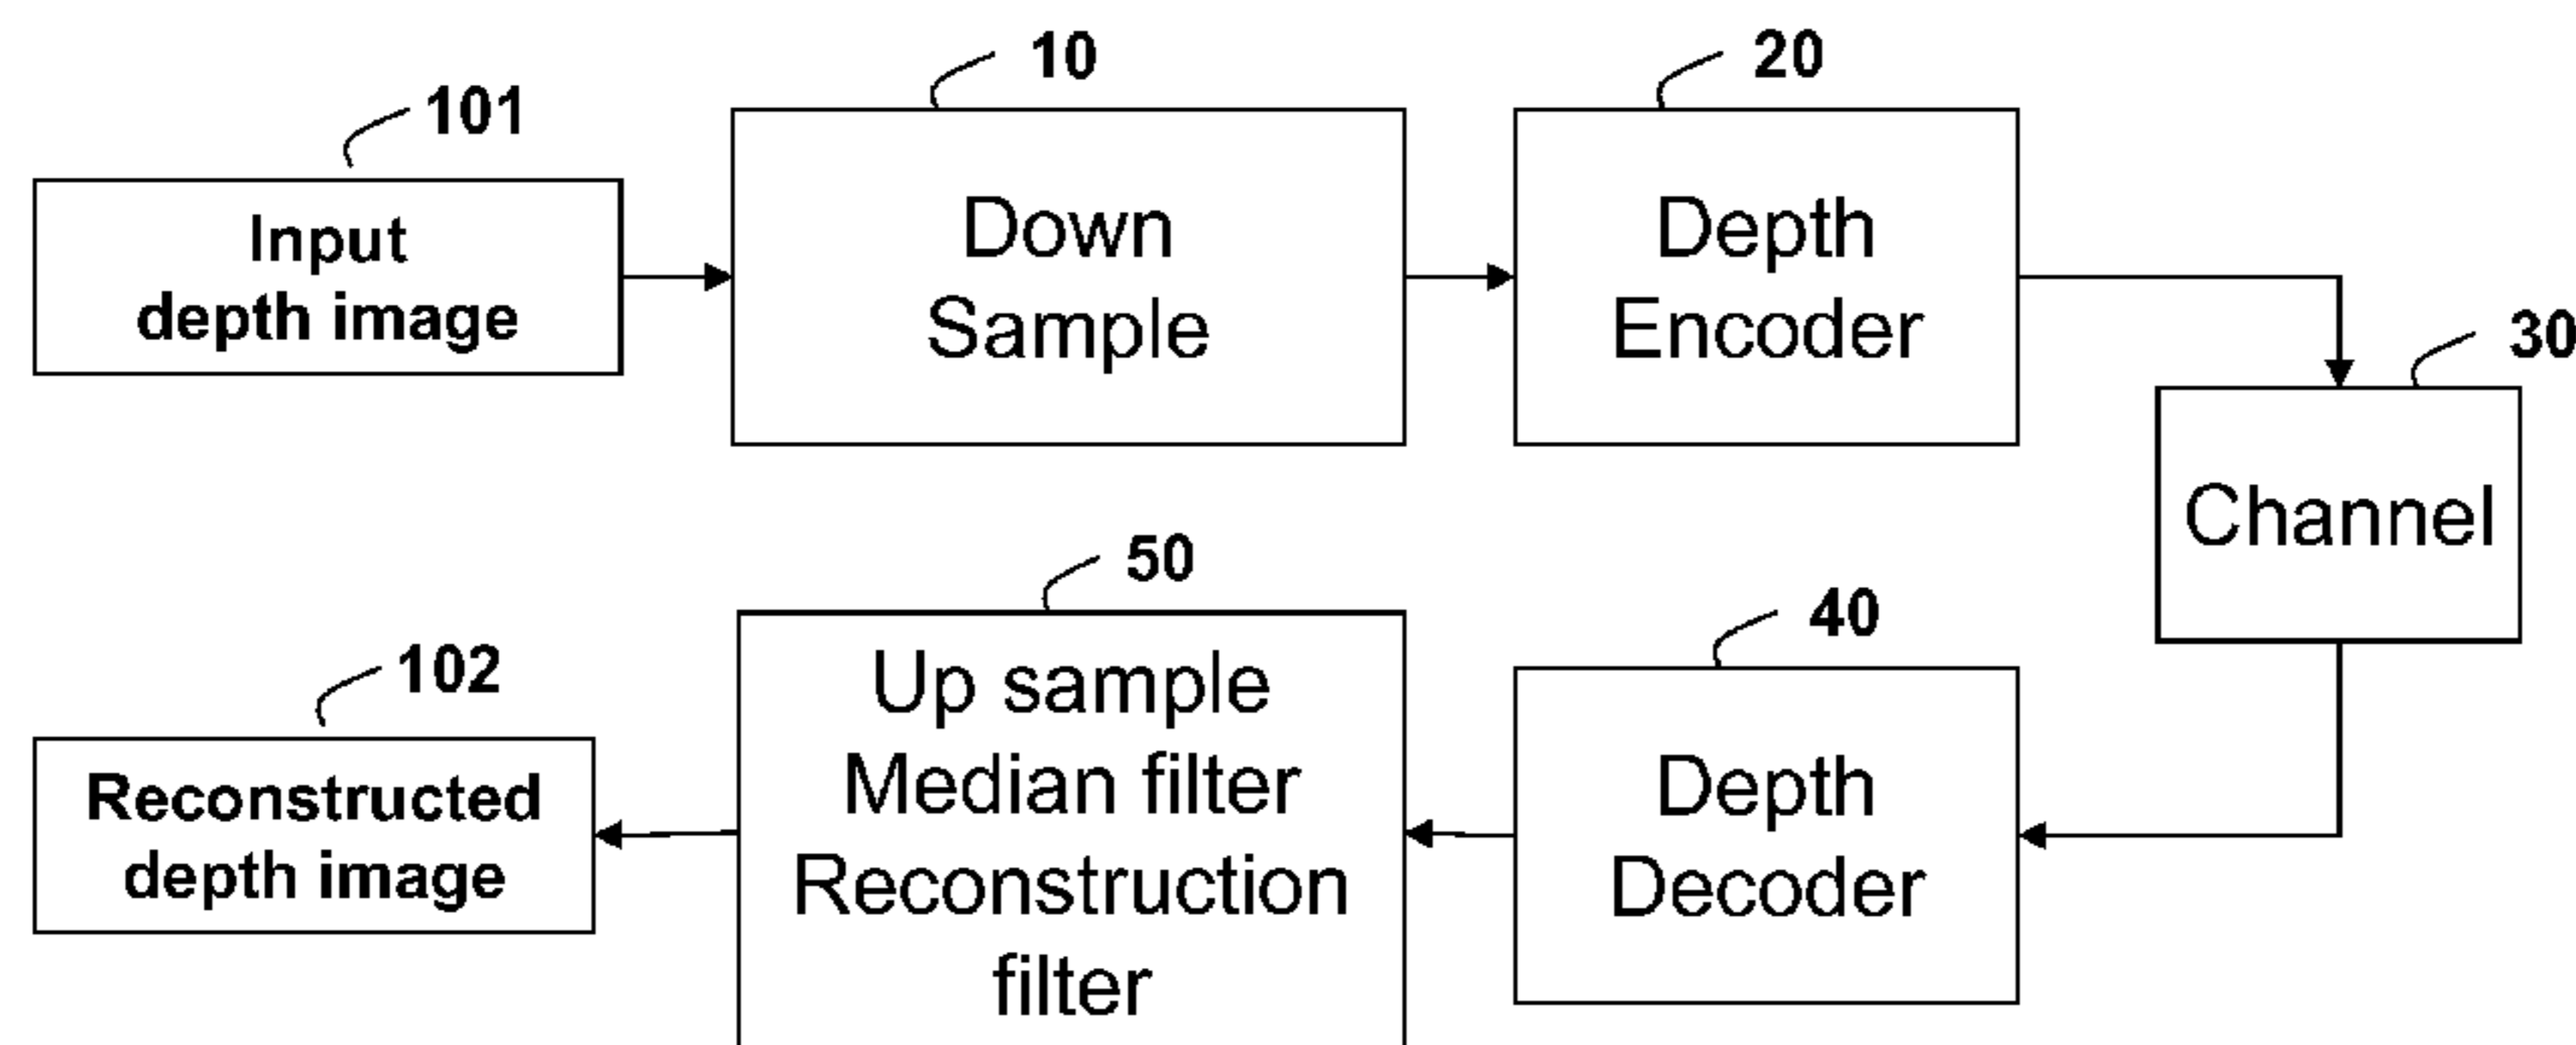 101
Input
depth image
10
Down
Sample
20
Depth
Encoder
30
Channel
40
Depth
Decoder
50
Up sample
Median filter
Reconstruction
filter
102
Reconstructed
depth image